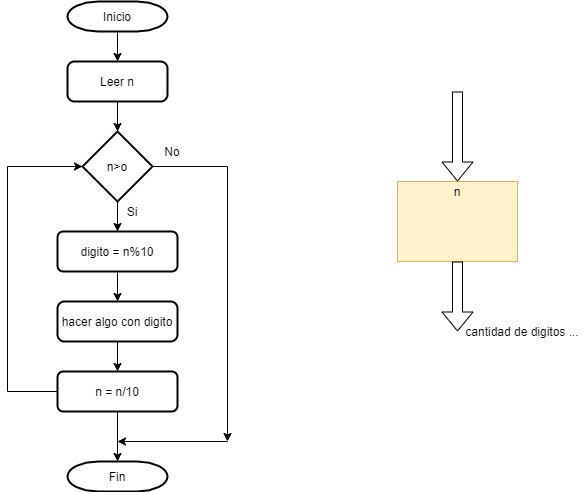 Inicio
Leer n
n>o
No
Si
digito = n%10
hacer algo con digito
n = n/10
Fin
n
cantidad de digitos ...